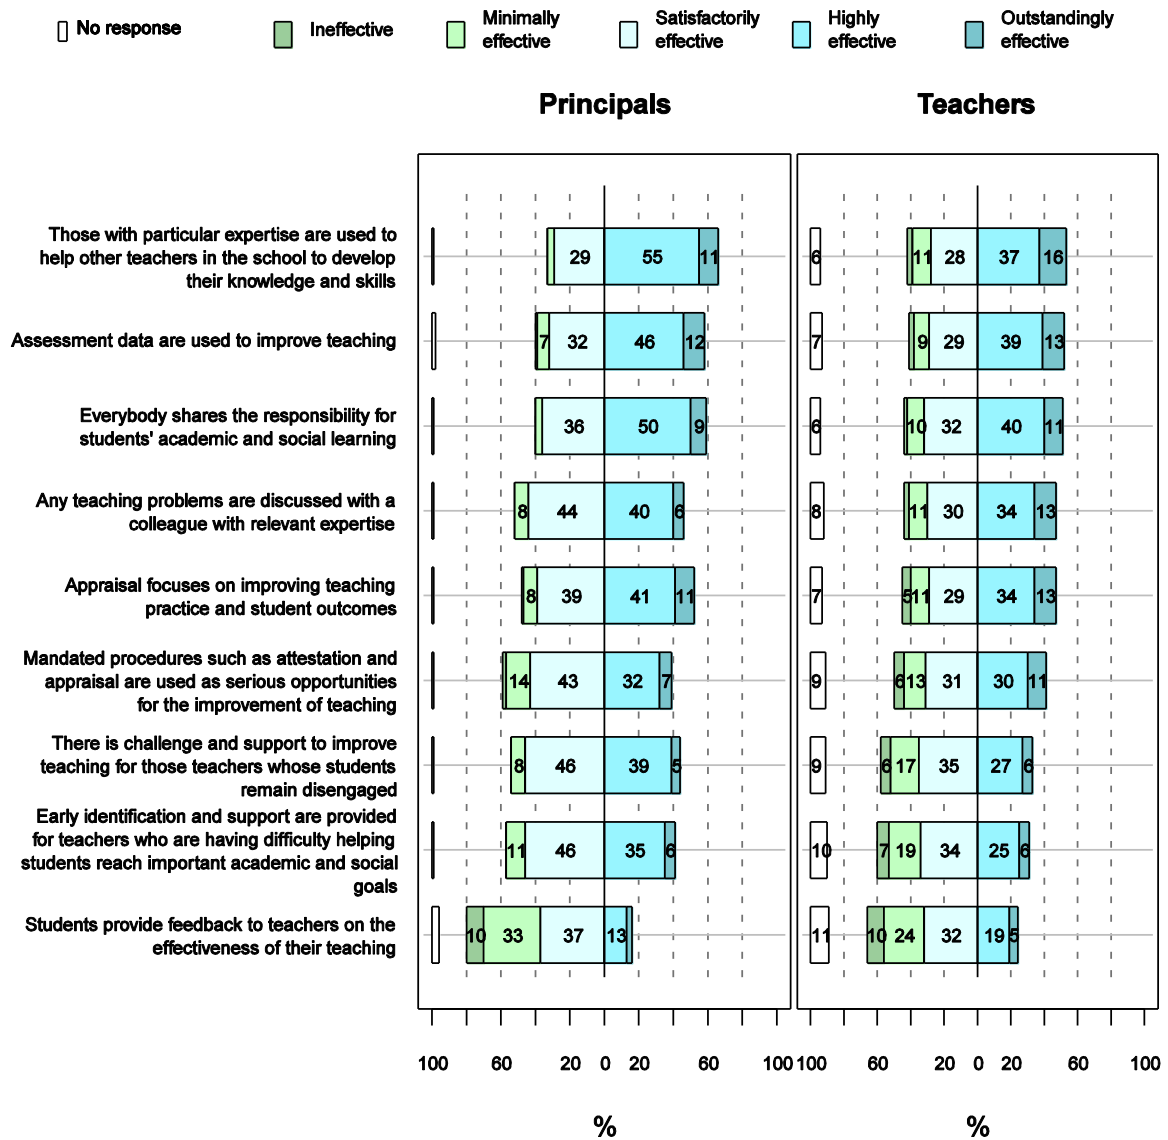 No response
Ineffective
Minimally
effective
Satisfactorily
effective
Highly
effective
Outstandingly
effective
Principals
Teachers
Those with particular expertise are used to
help other teachers in the school to develop
their knowledge and skills
29 55 11
6 11 28 37 16
Assessment data are used to improve teaching
7 32 46 12
7 9 29 39 13
Everybody shares the responsibility for
students' academic and social learning
36 50 9
6 10 32 40 11
Any teaching problems are discussed with a
colleague with relevant expertise
8 44 40 6
8 11 30 34 13
Appraisal focuses on improving teaching
practice and student outcomes
8 39 41 11
7 5 11 29 34 13
Mandated procedures such as attestation and
appraisal are used as serious opportunities
for the improvement of teaching
14 43 32 7
9 6 13 31 30 11
There is challenge and support to improve
teaching for those teachers whose students
remain disengaged
8 46 39 5
9 6 17 35 27 6
Early identification and support are provided
for teachers who are having difficulty helping
students reach important academic and social
goals
11 46 35 6
10 7 19 34 25 6
Students provide feedback to teachers on the
effectiveness of their teaching
10 33 37 13
11 10 24 32 19 5
100 60 20 0 20 60 100
100 60 20 0 20 60 100
%
%